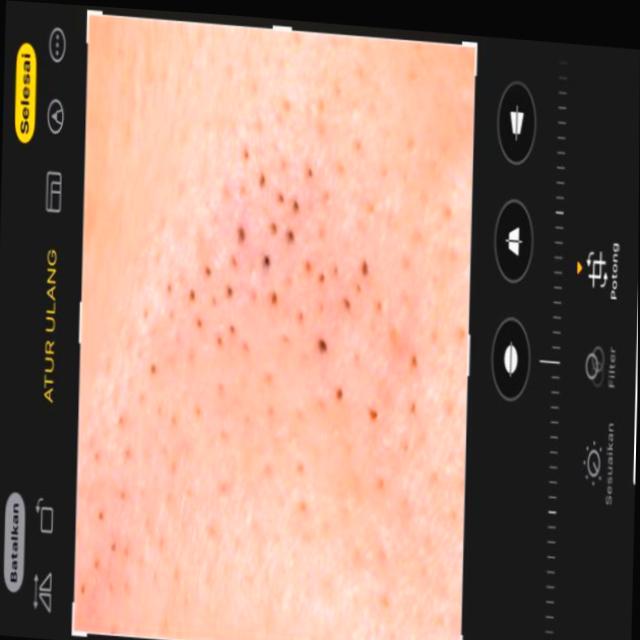 Batalkan
ATUR ULANG
Selesai
Sesuaikan
Filter
Potong